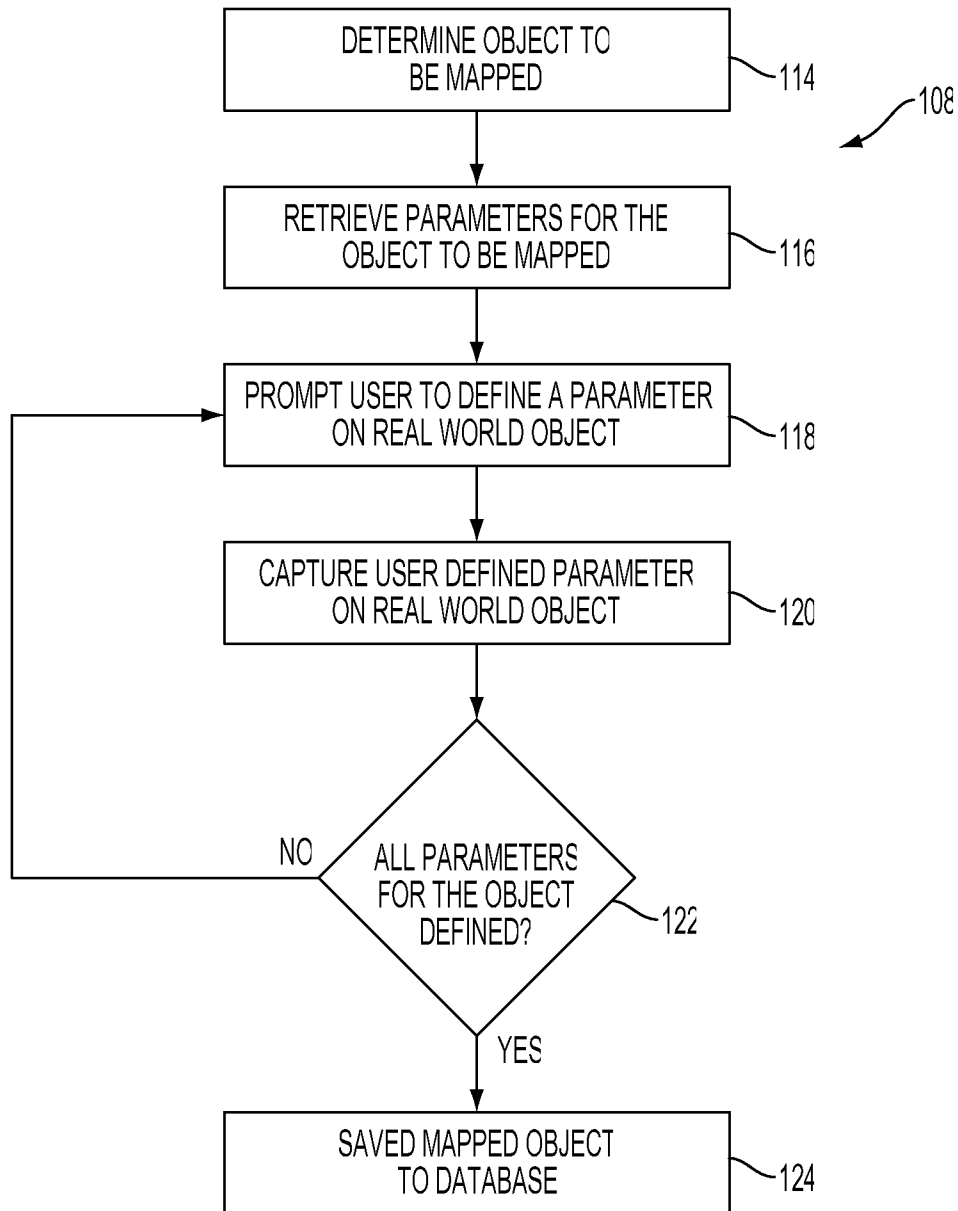 DETERMINE OBJECT TO
BE MAPPED
114
108
RETRIEVE PARAMETERS FOR THE
OBJECT TO BE MAPPED
116
PROMPT USER TO DEFINE A PARAMETER
ON REAL WORLD OBJECT
118
CAPTURE USER DEFINED PARAMETER
ON REAL WORLD OBJECT
120
NO
ALL PARAMETERS
FOR THE OBJECT
DEFINED?
122
YES
SAVED MAPPED OBJECT
TO DATABASE
124